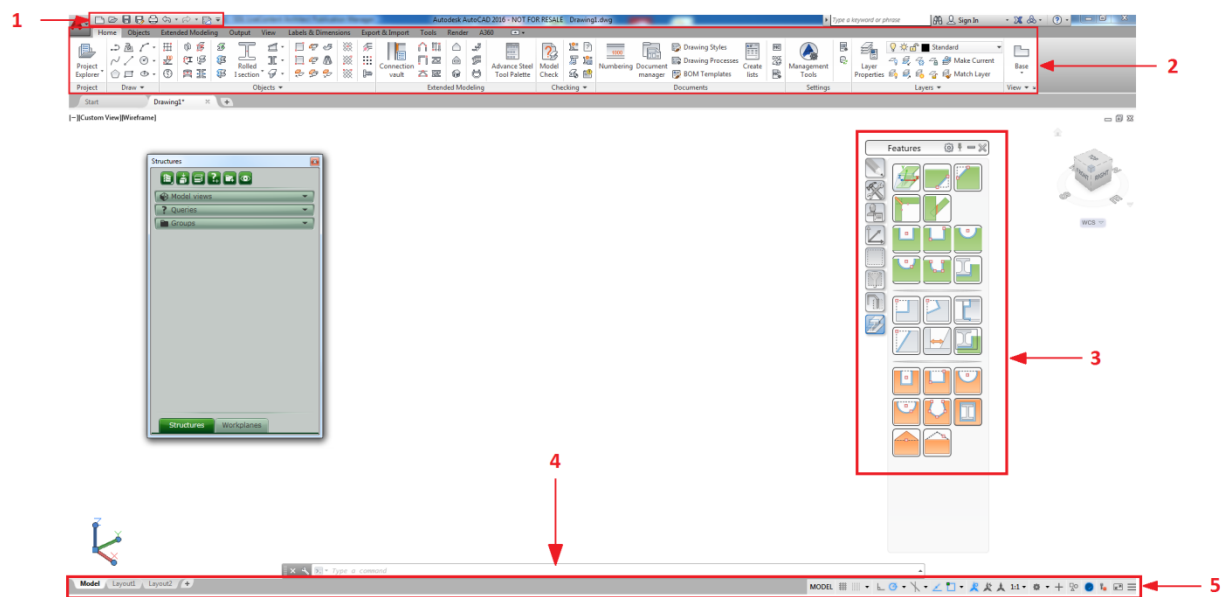 1
Autodesk AutoCAD 2016 - NOT FOR RESALE Drawing1.dwg
Type a keyword or phrase
Sign In
Home Objects Extended Modeling Output View Labels & Dimensions Export & Import Tools Render A360
Project Explorer
Rolled I section
Connection vault
Advance Steel Tool Palette
Model Check
Numbering
Document manager
Drawing Styles
Drawing Processes
BOM Templates
Create lists
Management Tools
Layer Properties
Standard
Make Current
Match Layer
Base
2
Project Draw Objects Extended Modeling Checking Documents Settings Layers View
Start Drawing1*
[-][Custom View][Wireframe]
Structures
Model views
? Queries
Groups
Structures Workplanes
Features
WCS
3
4
Z
X
Type a command
Model Layout1 Layout2 +
MODEL 1:1
5